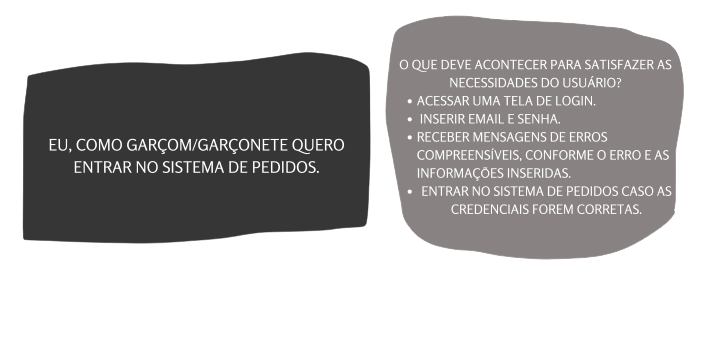 EU, COMO GARÇOM/GARÇONETE QUERO
ENTRAR NO SISTEMA DE PEDIDOS.
O QUE DEVE ACONTECER PARA SATISFAZER AS
NECESSIDADES DO USUÁRIO?
• ACESSAR UMA TELA DE LOGIN.
• INSERIR EMAIL E SENHA.
• RECEBER MENSAGENS DE ERROS
COMPREENSÍVEIS, CONFORME O ERRO E AS
INFORMAÇÕES INSERIDAS.
• ENTRAR NO SISTEMA DE PEDIDOS CASO AS
CREDENCIAIS FOREM CORRETAS.